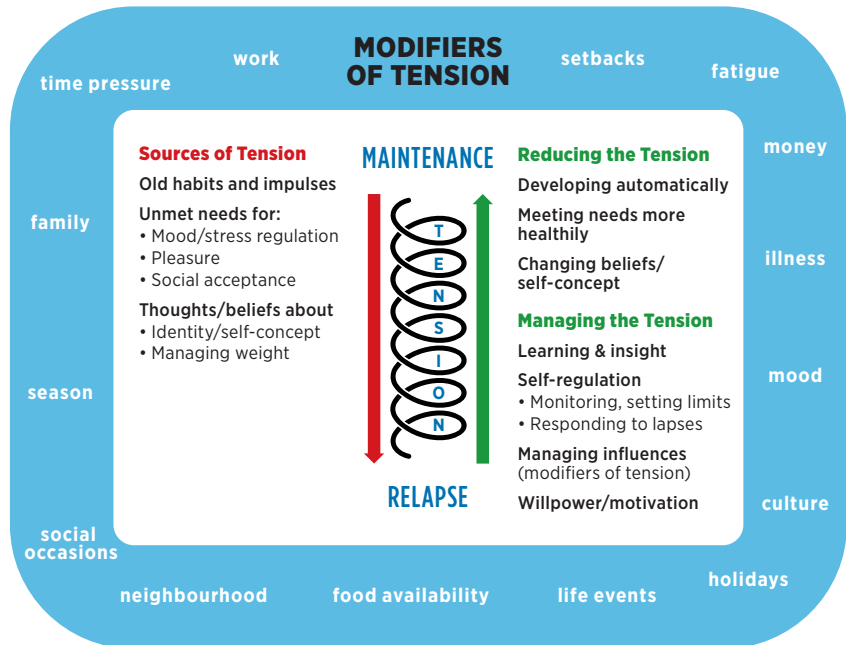 MODIFIERS
OF TENSION
work
setbacks
time pressure
fatigue
money
family
illness
season
mood
social
occasions
culture
neighbourhood
food availability
life events
holidays
Sources of Tension
Old habits and impulses
Unmet needs for:
• Mood/stress regulation
• Pleasure
• Social acceptance
Thoughts/beliefs about
• Identity/self-concept
• Managing weight
MAINTENANCE
T
E
N
S
I
O
N
RELAPSE
Reducing the Tension
Developing automatically
Meeting needs more
healthily
Changing beliefs/
self-concept
Managing the Tension
Learning & insight
Self-regulation
• Monitoring, setting limits
• Responding to lapses
Managing influences
(modifiers of tension)
Willpower/motivation